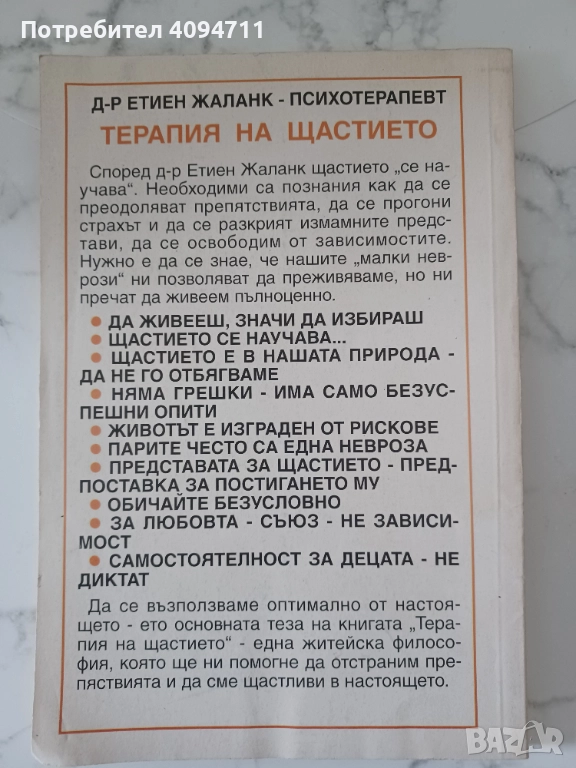 Потребител 4094711
Д-Р ЕТИЕН ЖАЛАНК - ПСИХОТЕРАПЕВТ
ТЕРАПИЯ НА ЩАСТИЕТО
Според д-р Етиен Жаланк щастието „се на-
учава“. Необходими са познания как да се
преодоляват препятствията, да се прогони
страхът и да се разкрият измамните предс-
тави, да се освободим от зависимостите.
Нужно е да се знае, че нашите „малки нев-
рози“ ни позволяват да преживяваме, но ни
пречат да живеем пълноценно.
● ДА ЖИВЕЕШ, ЗНАЧИ ДА ИЗБИРАШ
● ЩАСТИЕТО СЕ НАУЧАВА...
● ЩАСТИЕТО Е В НАШАТА ПРИРОДА -
ДА НЕ ГО ОТБЯГВАМЕ
● НЯМА ГРЕШКИ - ИМА САМО БЕЗУС-
ПЕШНИ ОПИТИ
● ЖИВОТЪТ Е ИЗГРАДЕН ОТ РИСКОВЕ
● ПАРИТЕ ЧЕСТО СА ЕДНА НЕВРОЗА
● ПРЕДСТАВАТА ЗА ЩАСТИЕТО - ПРЕД-
ПОСТАВКА ЗА ПОСТИГАНЕТО МУ
● ОБИЧАЙТЕ БЕЗУСЛОВНО
● ЗА ЛЮБОВТА - СЪЮЗ - НЕ ЗАВИСИ-
МОСТ
● САМОСТОЯТЕЛНОСТ ЗА ДЕЦАТА - НЕ
ДИКТАТ
Да се възползваме оптимално от настоя-
щето - ето основната теза на книгата „Тера-
пия на щастието“ - една житейска филосо-
фия, която ще ни помогне да отстраним пре-
пятствията и да сме щастливи в настоящето.
BAZAR